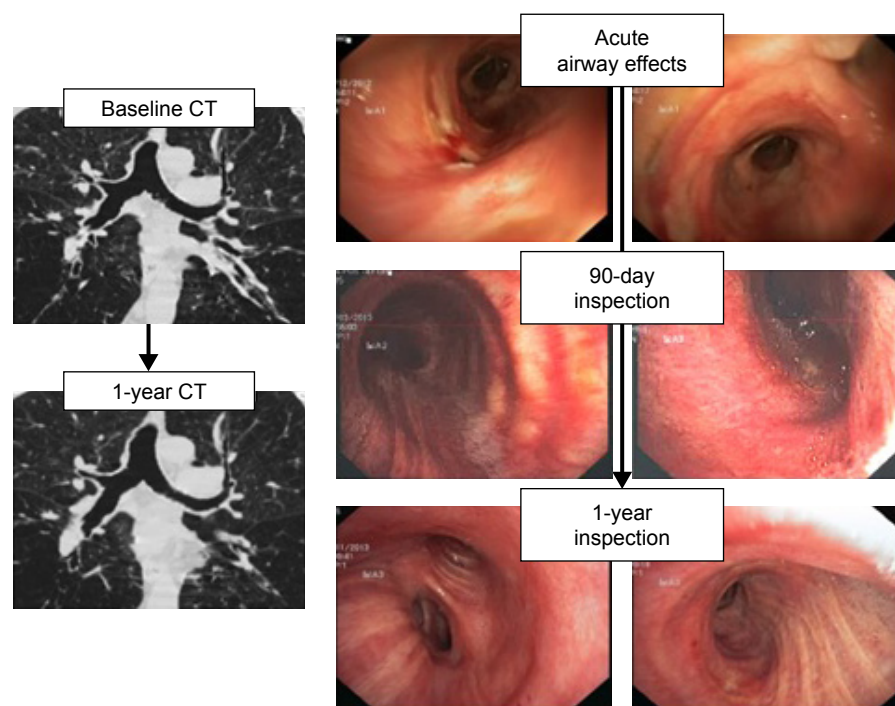 Baseline CT
1-year CT
Acute
airway effects
90-day
inspection
1-year
inspection